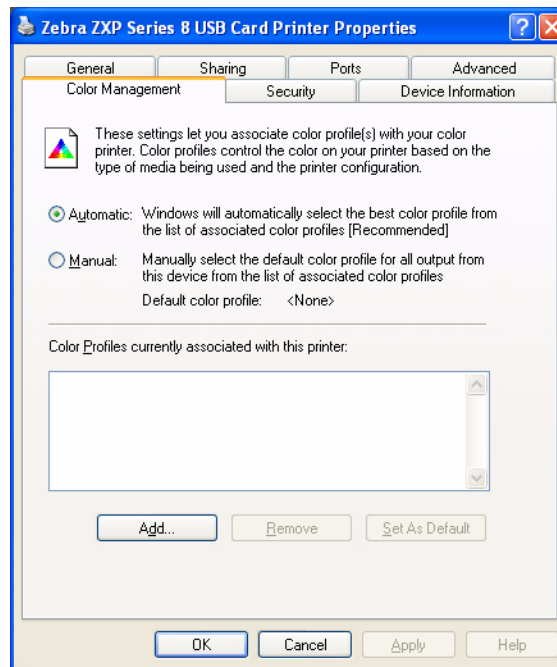 Zebra ZXP Series 8 USB Card Printer Properties
General Sharing Ports Advanced
Color Management Security Device Information
These settings let you associate color profile(s) with your color
printer. Color profiles control the color on your printer based on the
type of media being used and the printer configuration.
Automatic: Windows will automatically select the best color profile from
the list of associated color profiles [Recommended]
Manual: Manually select the default color profile for all output from
this device from the list of associated color profiles
Default color profile: <None>
Color Profiles currently associated with this printer:
Add... Remove Set As Default
OK Cancel Apply Help